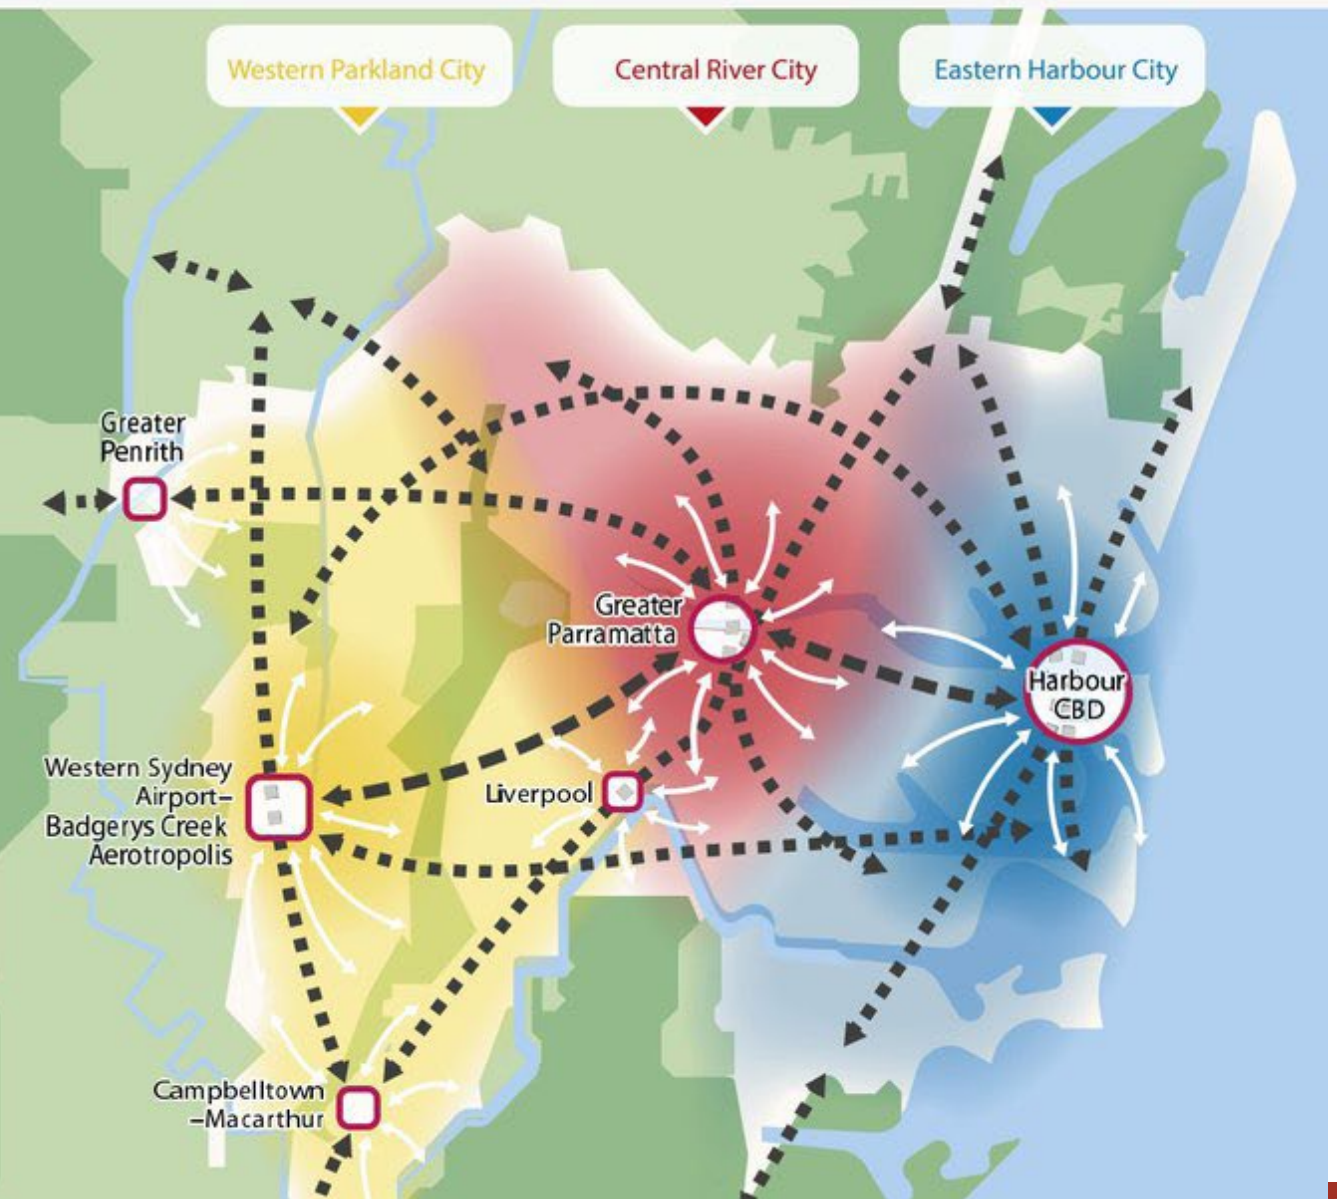 Western Parkland City
Central River City
Eastern Harbour City
Greater
Penrith
Greater
Parramatta
Harbour
CBD
Western Sydney
Airport–
Badgerys Creek
Aerotropolis
Liverpool
Campbelltown
–Macarthur